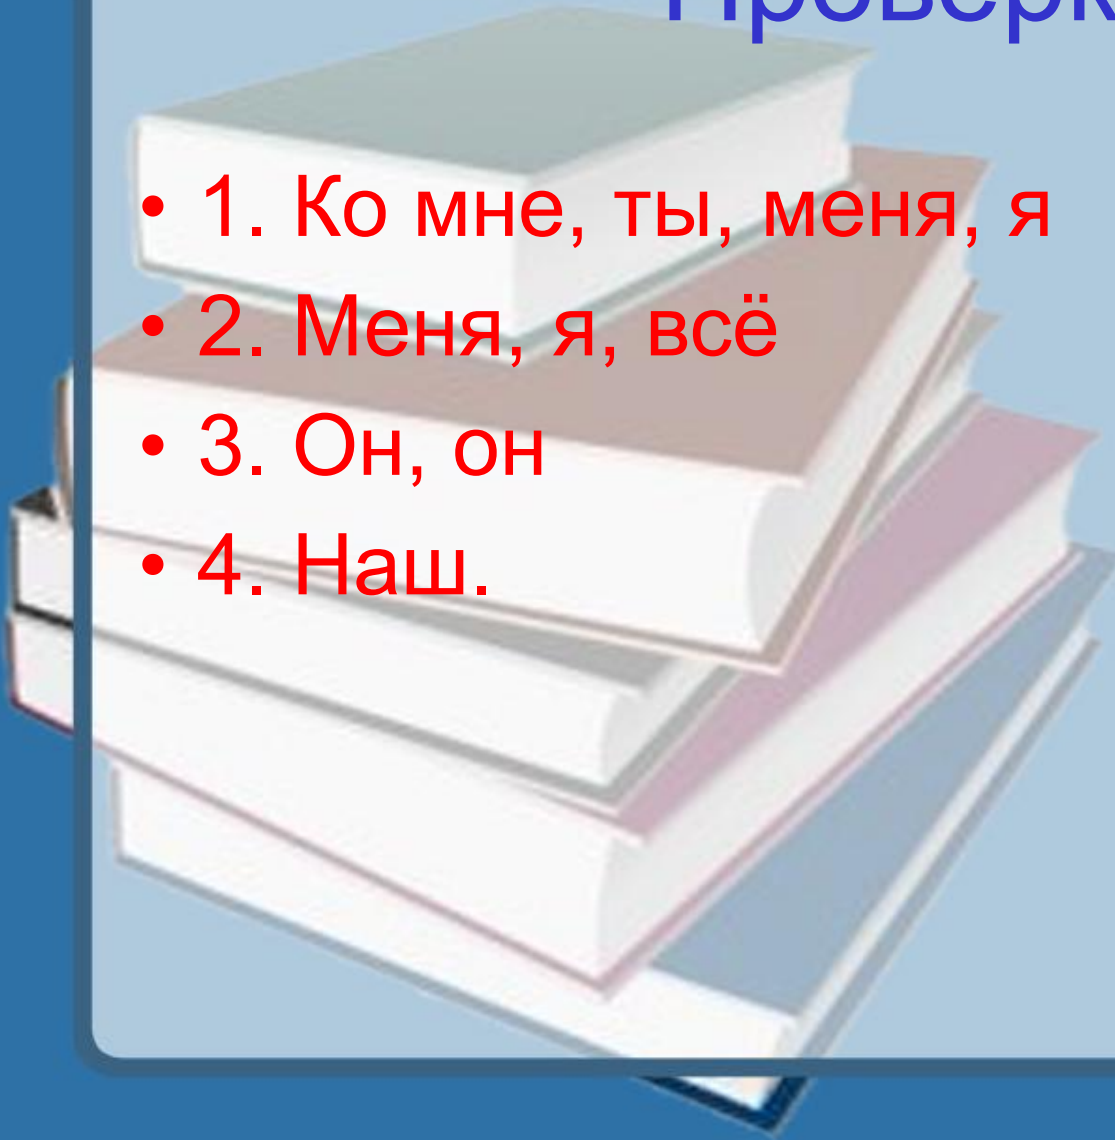 • 1. Ко мне, ты, меня, я
• 2. Меня, я, всё
• 3. Он, он
• 4. Наш.